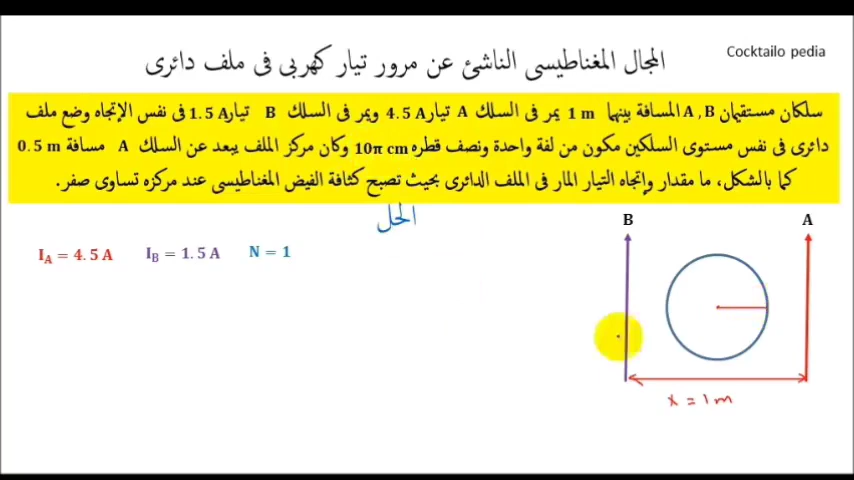 Cocktailo pedia
المجال المغناطيسى الناشئ عن مرور تيار كهربى فى ملف دائرى
سلكان مستقيمان A , B المسافة بينها 1 m يمر فى السلك A تيار 4.5 A ويمر فى السلك B تيار 1.5 A فى نفس الإتجاه وضع ملف
دائرى فى نفس مستوى السلكين مكون من لفة واحدة ونصف قطره 10π cm وكان مركز الملف يبعد عن السلك A مسافة 0.5 m
كما بالشكل، ما مقدار وإتجاه التيار المار فى الملف الدائرى بحيث تصبح كثافة الفيض المغناطيسى عند مركزه تساوى صفر.
الحل
B
A
I_A = 4.5 A I_B = 1.5 A N = 1
x = 1 m